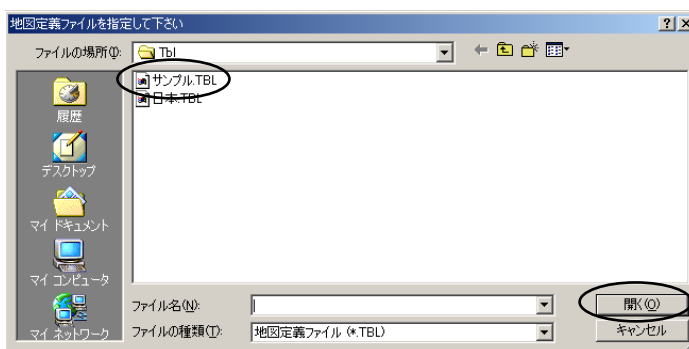 地図定義ファイルを指定して下さい
ファイルの場所(I):
Tbl
サンプル.TBL
日本.TBL
履歴
デスクトップ
マイ ドキュメント
マイ コンピュータ
マイ ネットワーク
ファイル名(N):
開く(O)
ファイルの種類(T):
地図定義ファイル (*.TBL)
キャンセル